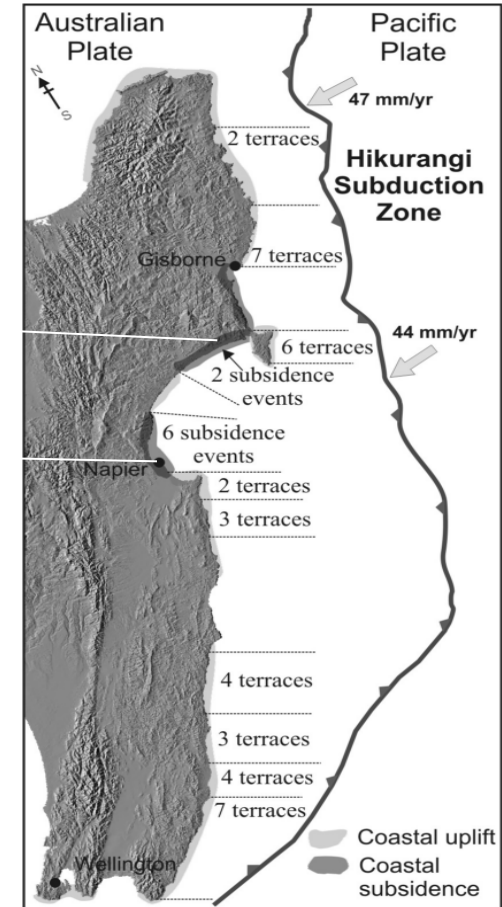 Australian
Plate
Pacific
Plate
N
S
47 mm/yr
2 terraces
Hikurangi
Subduction
Zone
Gisborne
7 terraces
44 mm/yr
6 terraces
2 subsidence
events
6 subsidence
events
Napier
2 terraces
3 terraces
4 terraces
3 terraces
4 terraces
7 terraces
Coastal uplift
Wellington
Coastal
subsidence